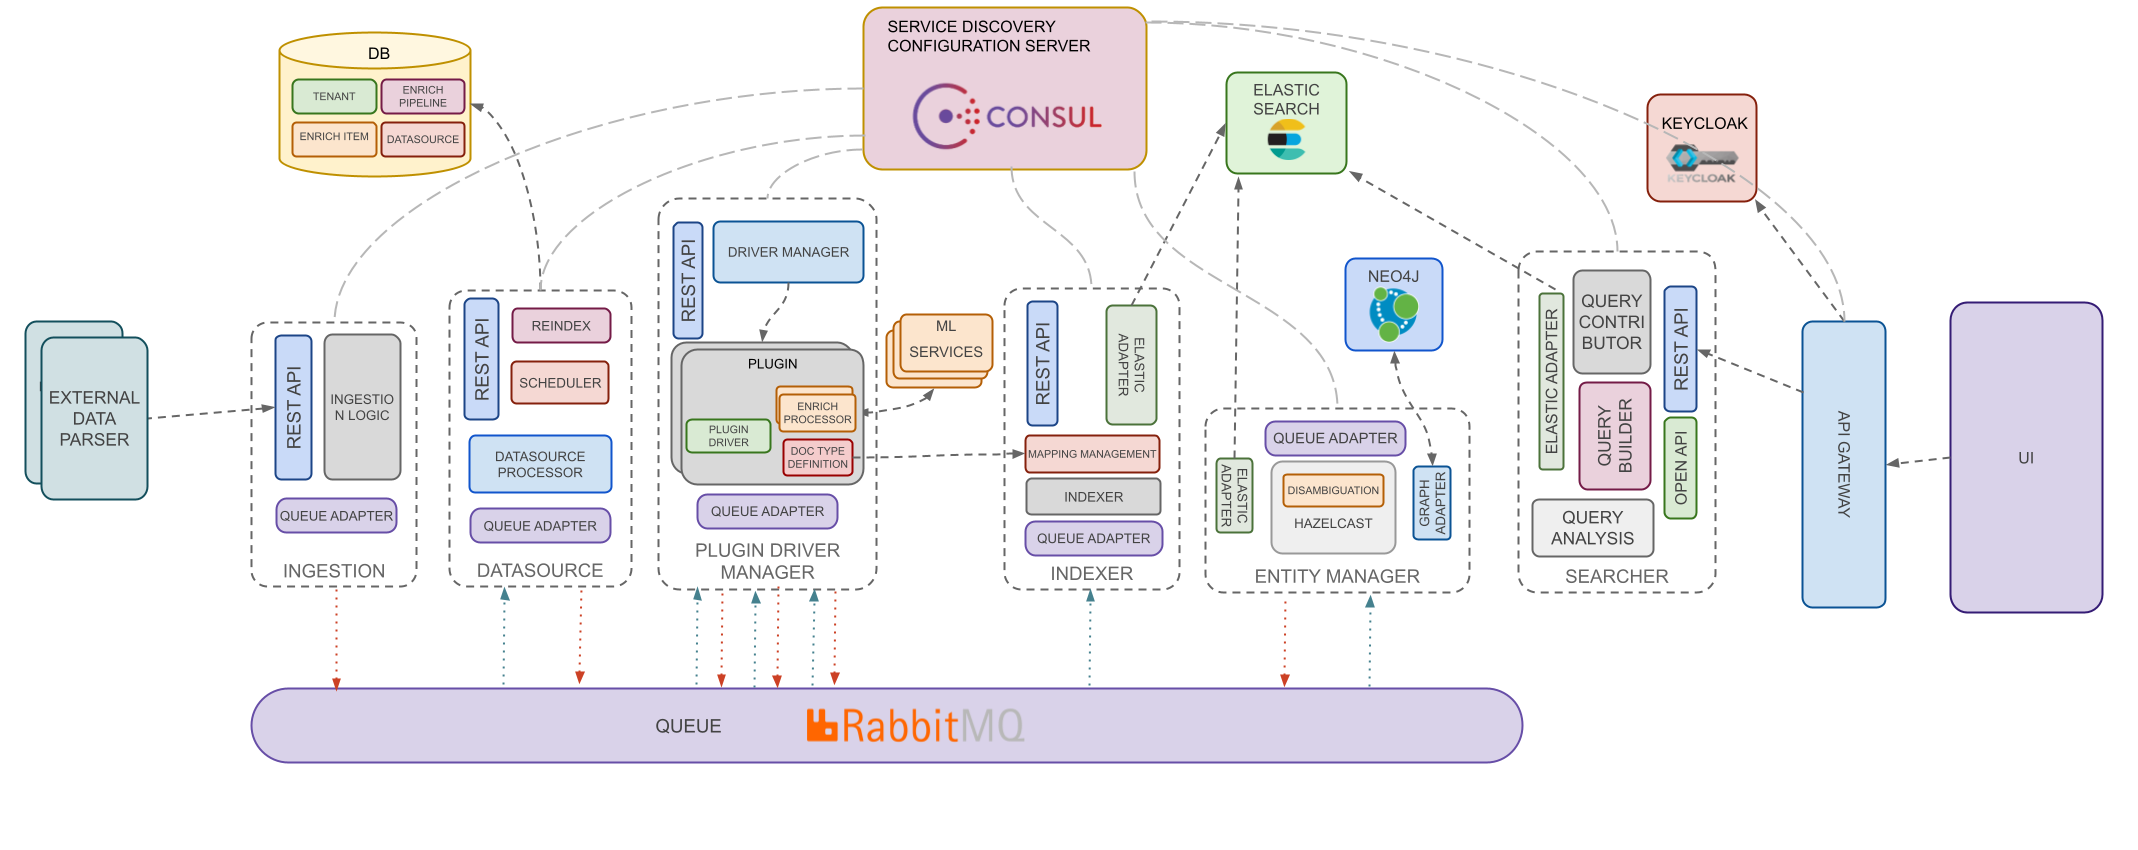 SERVICE DISCOVERY
CONFIGURATION SERVER
CONSUL
DB
TENANT
ENRICH
PIPELINE
ENRICH ITEM
DATASOURCE
ELASTIC
SEARCH
KEYCLOAK
KEYCLOAK
EXTERNAL
DATA
PARSER
REST API
INGESTIO
N LOGIC
QUEUE ADAPTER
INGESTION
REST API
REINDEX
SCHEDULER
DATASOURCE
PROCESSOR
QUEUE ADAPTER
DATASOURCE
REST API
DRIVER MANAGER
PLUGIN
ENRICH
PROCESSOR
PLUGIN
DRIVER
DOC TYPE
DEFINITION
QUEUE ADAPTER
PLUGIN DRIVER
MANAGER
ML
SERVICES
REST API
ELASTIC
ADAPTER
MAPPING MANAGEMENT
INDEXER
QUEUE ADAPTER
INDEXER
NEO4J
QUEUE ADAPTER
ELASTIC
ADAPTER
DISAMBIGUATION
HAZELCAST
GRAPH
ADAPTER
ENTITY MANAGER
ELASTIC ADAPTER
QUERY
CONTRI
BUTOR
REST API
QUERY
BUILDER
OPEN API
QUERY
ANALYSIS
SEARCHER
API GATEWAY
UI
QUEUE
RabbitMQ